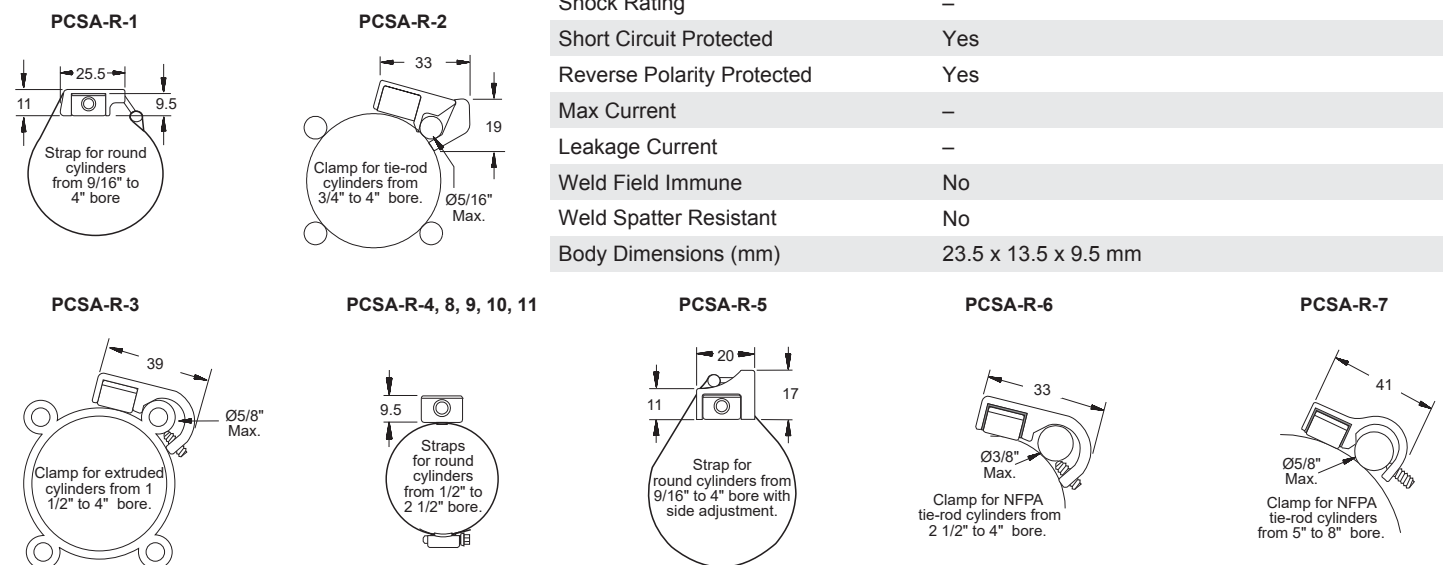 Shock Rating –
Short Circuit Protected Yes
Reverse Polarity Protected Yes
Max Current –
Leakage Current –
Weld Field Immune No
Weld Spatter Resistant No
Body Dimensions (mm) 23.5 x 13.5 x 9.5 mm
PCSA-R-1
25.5
11
9.5
Strap for round
cylinders
from 9/16" to
4" bore
PCSA-R-2
33
19
Clamp for tie-rod
cylinders from
3/4" to 4" bore.
Ø5/16"
Max.
PCSA-R-3
39
Ø5/8"
Max.
Clamp for extruded
cylinders from 1
1/2" to 4" bore.
PCSA-R-4, 8, 9, 10, 11
9.5
Straps
for round
cylinders
from 1/2" to
2 1/2" bore.
PCSA-R-5
20
11
17
Strap for
round cylinders from
9/16" to 4" bore with
side adjustment.
PCSA-R-6
33
Ø3/8"
Max.
Clamp for NFPA
tie-rod cylinders from
2 1/2" to 4" bore.
PCSA-R-7
41
Ø5/8"
Max.
Clamp for NFPA
tie-rod cylinders
from 5" to 8" bore.